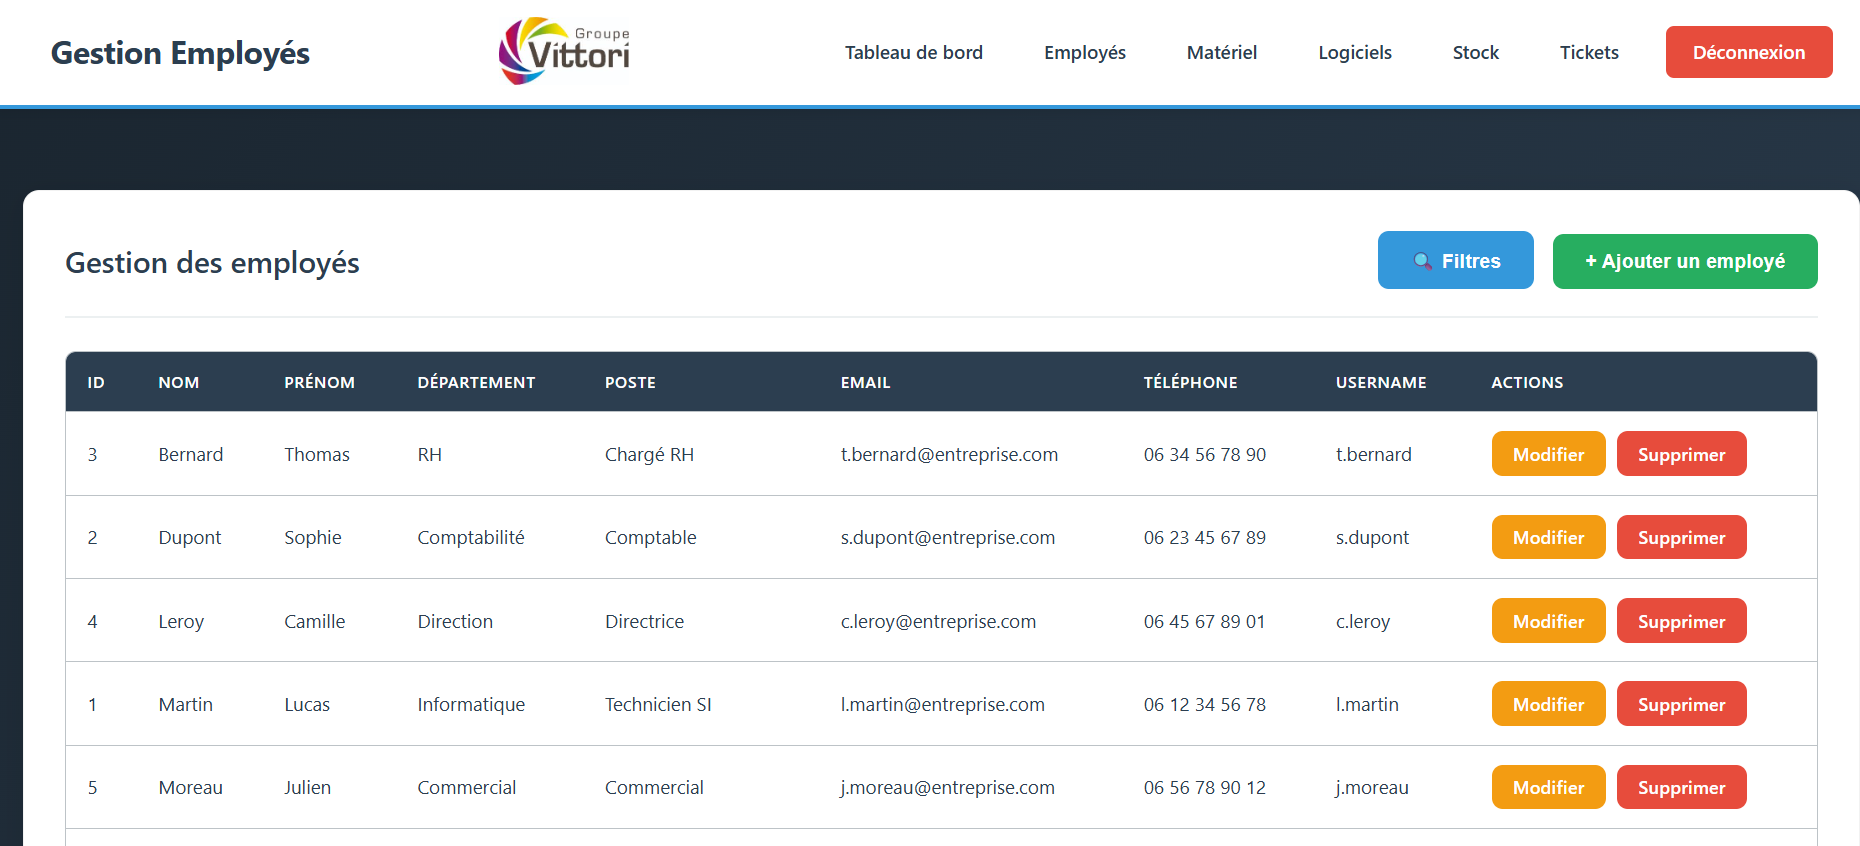 Gestion Employés
Groupe
Vittori
Tableau de bord Employés Matériel Logiciels Stock Tickets Déconnexion
Gestion des employés
Filtres
+ Ajouter un employé
ID NOM PRÉNOM DÉPARTEMENT POSTE EMAIL TÉLÉPHONE USERNAME ACTIONS
3 Bernard Thomas RH Chargé RH t.bernard@entreprise.com 06 34 56 78 90 t.bernard Modifier Supprimer
2 Dupont Sophie Comptabilité Comptable s.dupont@entreprise.com 06 23 45 67 89 s.dupont Modifier Supprimer
4 Leroy Camille Direction Directrice c.leroy@entreprise.com 06 45 67 89 01 c.leroy Modifier Supprimer
1 Martin Lucas Informatique Technicien SI l.martin@entreprise.com 06 12 34 56 78 l.martin Modifier Supprimer
5 Moreau Julien Commercial Commercial j.moreau@entreprise.com 06 56 78 90 12 j.moreau Modifier Supprimer